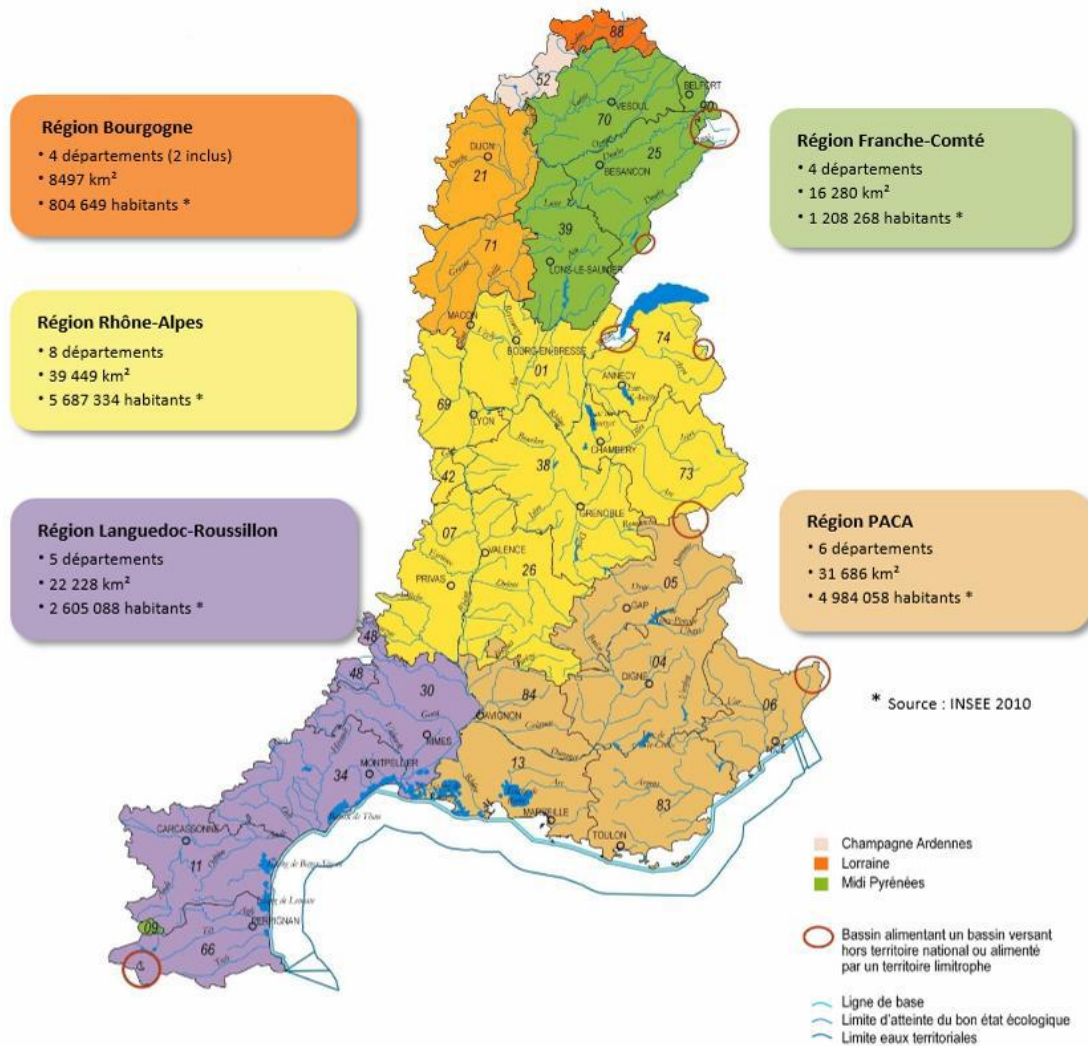 Région Bourgogne
• 4 départements (2 inclus)
• 8497 km²
• 804 649 habitants *
Région Franche-Comté
• 4 départements
• 16 280 km²
• 1 208 268 habitants *
Région Rhône-Alpes
• 8 départements
• 39 449 km²
• 5 687 334 habitants *
Région Languedoc-Roussillon
• 5 départements
• 22 228 km²
• 2 605 088 habitants *
Région PACA
• 6 départements
• 31 686 km²
• 4 984 058 habitants *
* Source : INSEE 2010
88
52
BELFORT
90
VESOUL
70
25
BESANCON
Doubs
DIJON
21
39
Ain
LONS-LE-SAUNIER
71
MACON
BOURG-EN-BRESSE
01
74
ANNECY
69
LYON
CHAMBERY
38
73
42
GRENOBLE
07
VALENCE
26
PRIVAS
05
GAP
48
48
30
04
DIGNE
84
06
AVIGNON
NIMES
13
34
MONTPELLIER
83
MARSEILLE
TOULON
CARCASSONNE
11
09
PERPIGNAN
66
Champagne Ardennes
Lorraine
Midi Pyrénées
Bassin alimentant un bassin versant
hors territoire national ou alimenté
par un territoire limitrophe
Ligne de base
Limite d'atteinte du bon état écologique
Limite eaux territoriales